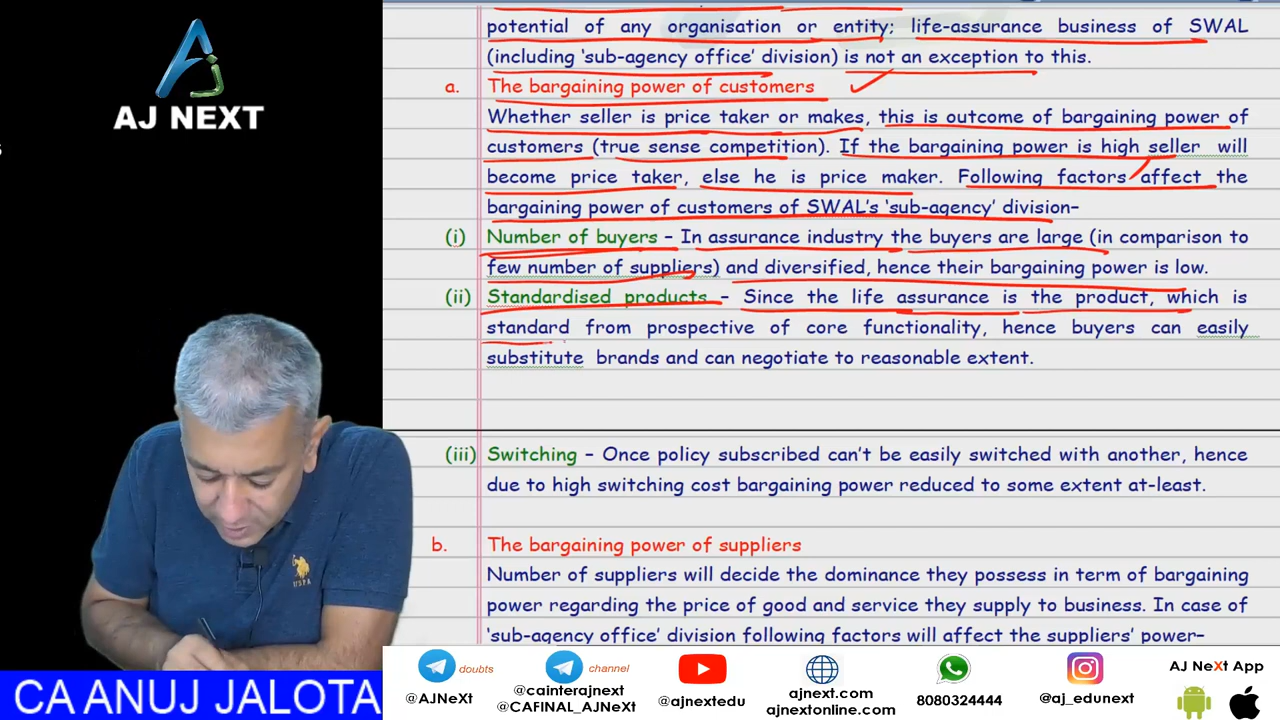 AJ NEXT
potential of any organisation or entity; life-assurance business of SWAL
(including ‘sub-agency office’ division) is not an exception to this.
a. The bargaining power of customers
Whether seller is price taker or makes, this is outcome of bargaining power of
customers (true sense competition). If the bargaining power is high seller will
become price taker, else he is price maker. Following factors affect the
bargaining power of customers of SWAL’s ‘sub-agency’ division–
(i) Number of buyers – In assurance industry the buyers are large (in comparison to
few number of suppliers) and diversified, hence their bargaining power is low.
(ii) Standardised products – Since the life assurance is the product, which is
standard from prospective of core functionality, hence buyers can easily
substitute brands and can negotiate to reasonable extent.
(iii) Switching – Once policy subscribed can’t be easily switched with another, hence
due to high switching cost bargaining power reduced to some extent at-least.
b. The bargaining power of suppliers
Number of suppliers will decide the dominance they possess in term of bargaining
power regarding the price of good and service they supply to business. In case of
‘sub-agency office’ division following factors will affect the suppliers’ power–
USPA
CA ANUJ JALOTA
doubts
@AJNeXt
channel
@cainterajnext
@CAFINAL_AJNeXt
@ajnextedu
ajnext.com
ajnextonline.com
8080324444
@aj_edunext
AJ NeXt App